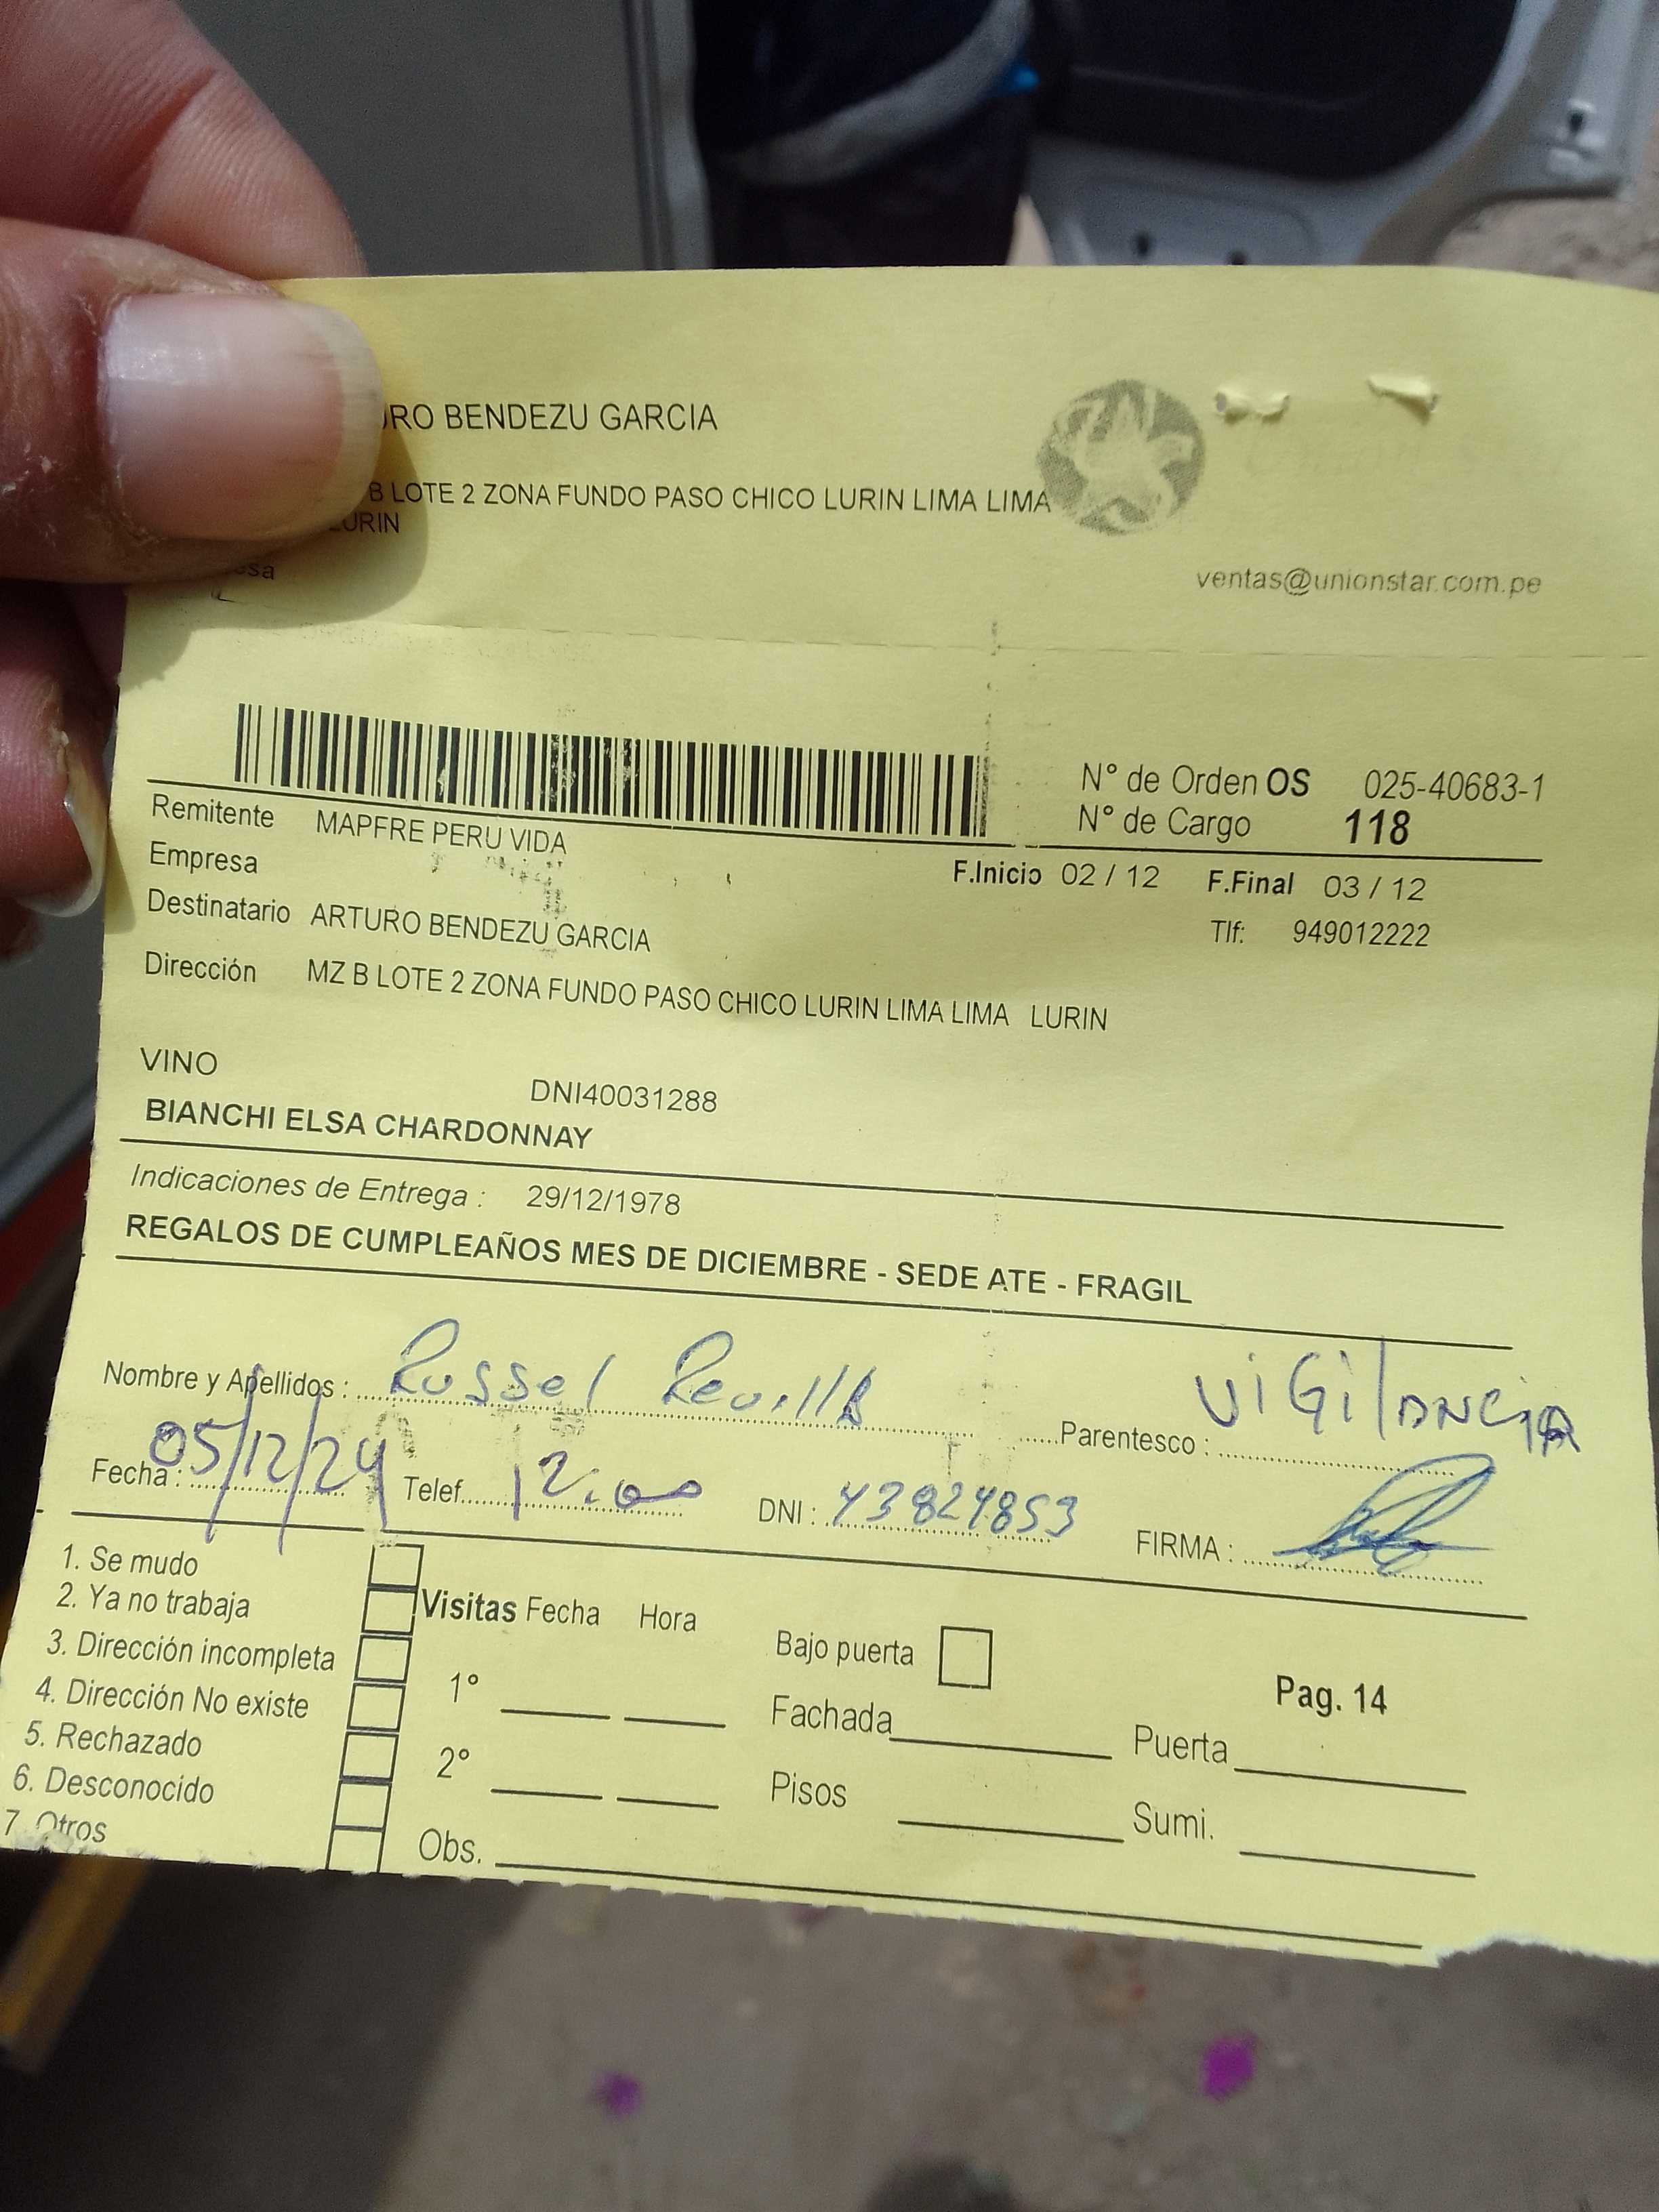 RO BENDEZU GARCIA
B LOTE 2 ZONA FUNDO PASO CHICO LURIN LIMA LIMA
LURIN
ventas@unionstar.com.pe
N° de Orden OS 025-40683-1
N° de Cargo 118
Remitente MAPFRE PERU VIDA
Empresa
F.Inicio 02 / 12 F.Final 03 / 12
Destinatario ARTURO BENDEZU GARCIA
Tlf: 949012222
Dirección MZ B LOTE 2 ZONA FUNDO PASO CHICO LURIN LIMA LIMA LURIN
VINO
DNI40031288
BIANCHI ELSA CHARDONNAY
Indicaciones de Entrega : 29/12/1978
REGALOS DE CUMPLEAÑOS MES DE DICIEMBRE - SEDE ATE - FRAGIL
Nombre y Apellidos : Russel Revilla Parentesco : ViGilANCiA
Fecha : 05/12/24 Telef. 12:00 DNI : 43824853 FIRMA :
1. Se mudo
2. Ya no trabaja
3. Dirección incompleta
4. Dirección No existe
5. Rechazado
6. Desconocido
7. Otros
Visitas Fecha Hora
1°
2°
Obs.
Bajo puerta
Fachada
Pisos
Pag. 14
Puerta
Sumi.